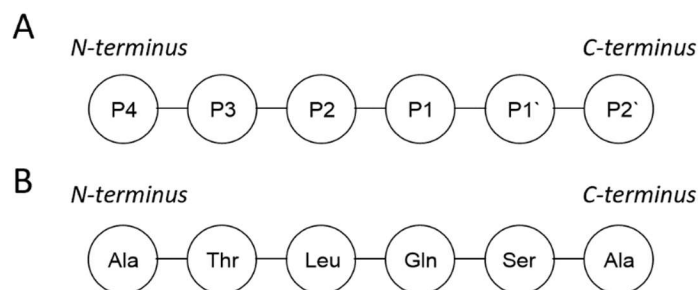 A
N-terminus C-terminus
P4 P3 P2 P1 P1` P2`
B
N-terminus C-terminus
Ala Thr Leu Gln Ser Ala